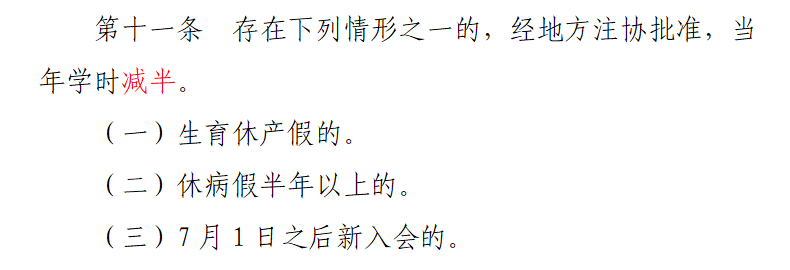 第十一条　存在下列情形之一的，经地方注协批准，当
年学时减半。
（一）生育休产假的。
（二）休病假半年以上的。
（三）7 月 1 日之后新入会的。